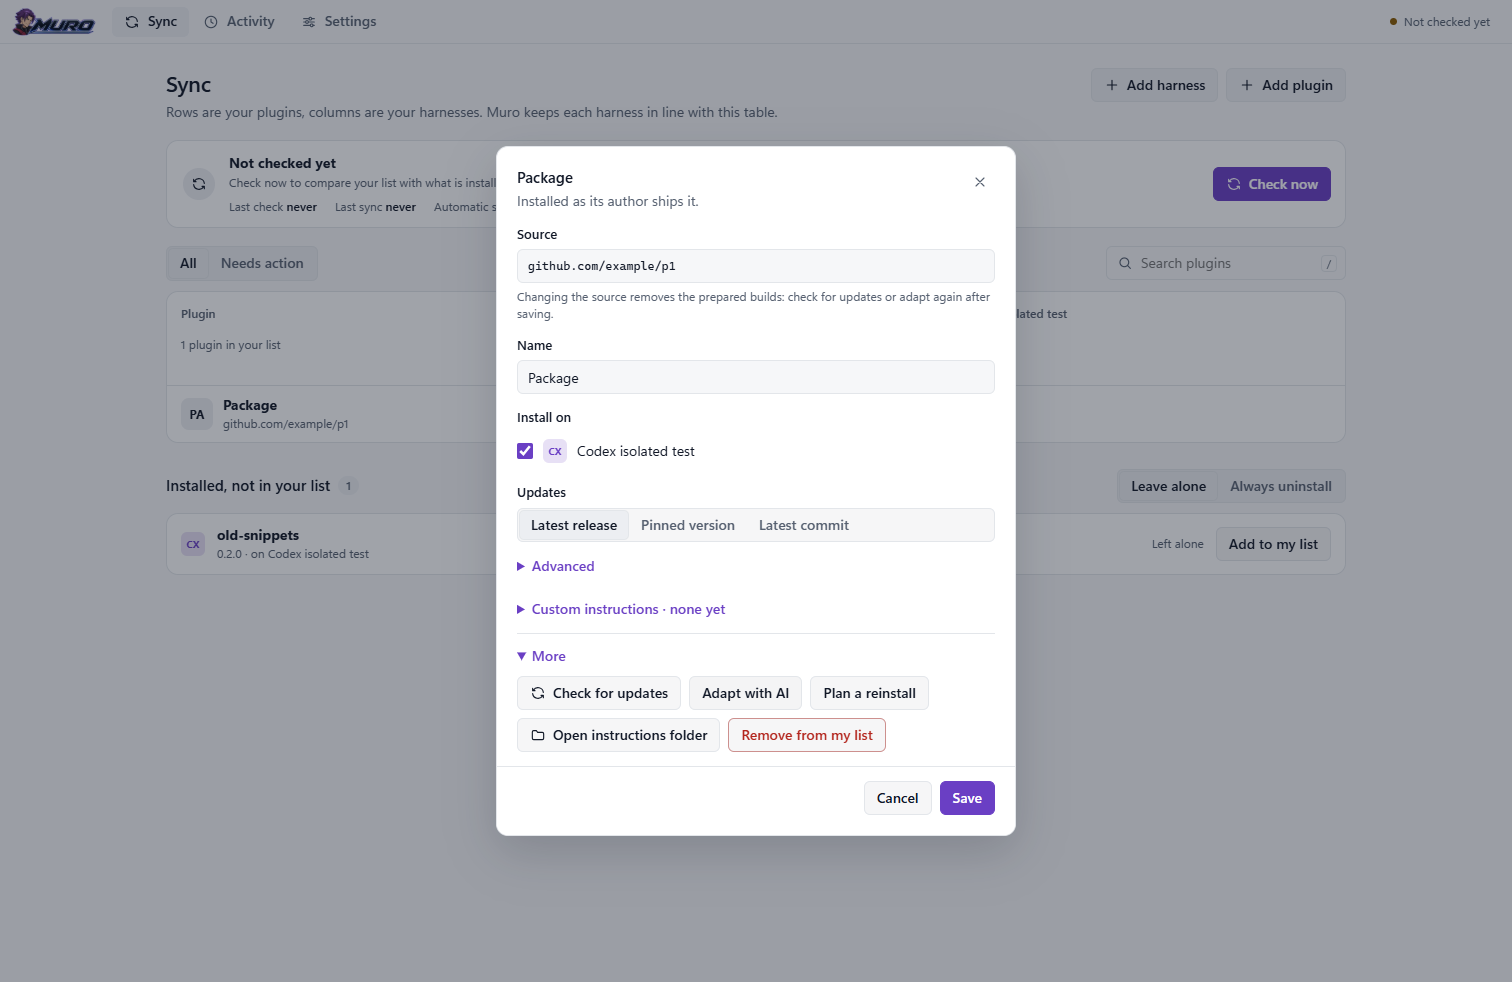 MURO
Sync
Activity
Settings
Not checked yet
Sync
Add harness
Add plugin
Rows are your plugins, columns are your harnesses. Muro keeps each harness in line with this table.
Not checked yet
Check now to compare your list with what is install
Last check never
Last sync never
Automatic s
Check now
All
Needs action
Search plugins
/
Plugin
lated test
1 plugin in your list
PA
Package
github.com/example/p1
Installed, not in your list
1
Leave alone
Always uninstall
CX
old-snippets
0.2.0 · on Codex isolated test
Left alone
Add to my list
Package
Installed as its author ships it.
Source
github.com/example/p1
Changing the source removes the prepared builds: check for updates or adapt again after
saving.
Name
Package
Install on
CX
Codex isolated test
Updates
Latest release
Pinned version
Latest commit
Advanced
Custom instructions · none yet
More
Check for updates
Adapt with AI
Plan a reinstall
Open instructions folder
Remove from my list
Cancel
Save